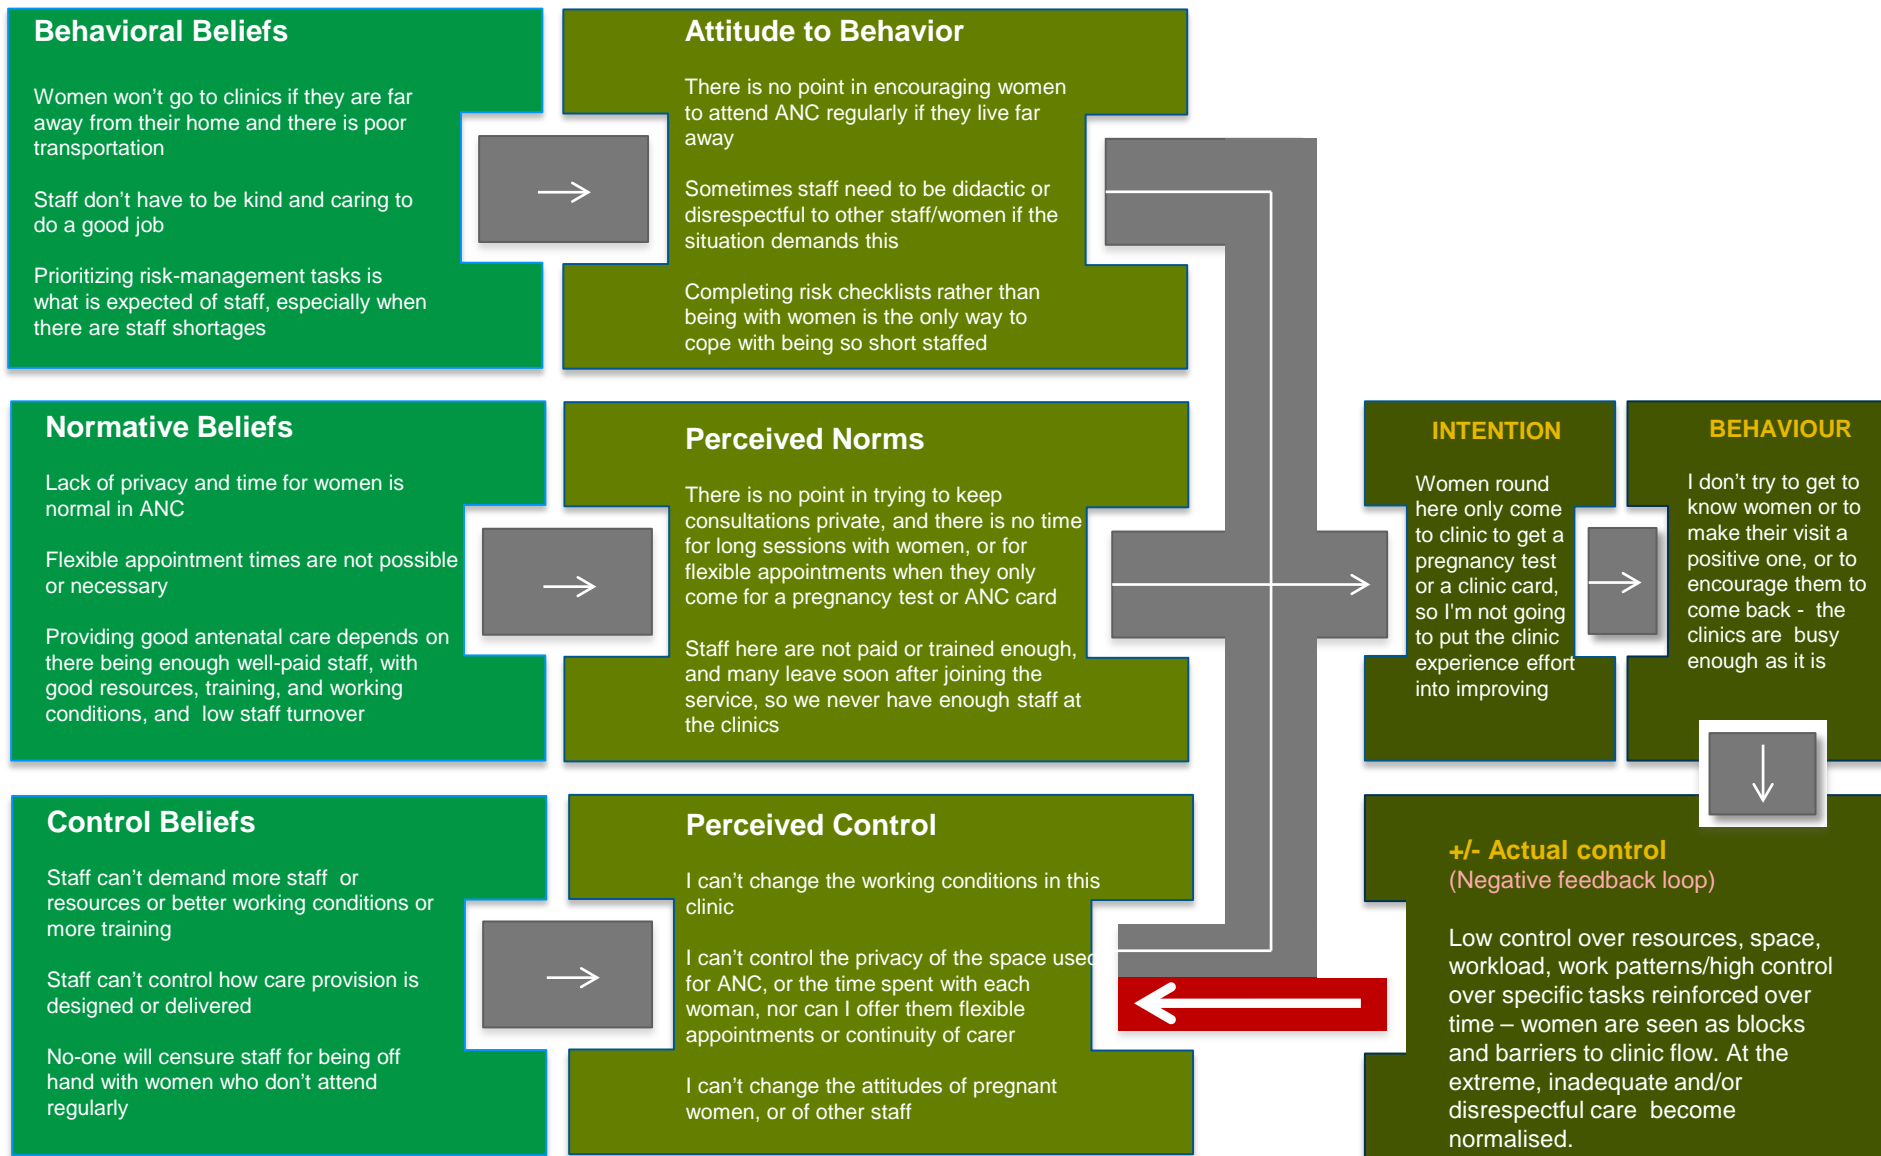 Behavioral Beliefs
Women won't go to clinics if they are far
away from their home and there is poor
transportation
Staff don't have to be kind and caring to
do a good job
Prioritizing risk-management tasks is
what is expected of staff, especially when
there are staff shortages
Attitude to Behavior
There is no point in encouraging women
to attend ANC regularly if they live far
away
Sometimes staff need to be didactic or
disrespectful to other staff/women if the
situation demands this
Completing risk checklists rather than
being with women is the only way to
cope with being so short staffed
Normative Beliefs
Lack of privacy and time for women is
normal in ANC
Flexible appointment times are not possible
or necessary
Providing good antenatal care depends on
there being enough well-paid staff, with
good resources, training, and working
conditions, and low staff turnover
Perceived Norms
There is no point in trying to keep
consultations private, and there is no time
for long sessions with women, or for
flexible appointments when they only
come for a pregnancy test or ANC card
Staff here are not paid or trained enough,
and many leave soon after joining the
service, so we never have enough staff at
the clinics
INTENTION
Women round
here only come
to clinic to get a
pregnancy test
or a clinic card,
so I'm not going
to put the clinic
experience effort
into improving
BEHAVIOUR
I don't try to get to
know women or to
make their visit a
positive one, or to
encourage them to
come back - the
clinics are busy
enough as it is
Control Beliefs
Staff can't demand more staff or
resources or better working conditions or
more training
Staff can't control how care provision is
designed or delivered
No-one will censure staff for being off
hand with women who don't attend
regularly
Perceived Control
I can't change the working conditions in this
clinic
I can't control the privacy of the space used
for ANC, or the time spent with each
woman, nor can I offer them flexible
appointments or continuity of carer
I can't change the attitudes of pregnant
women, or of other staff
+/- Actual control
(Negative feedback loop)
Low control over resources, space,
workload, work patterns/high control
over specific tasks reinforced over
time – women are seen as blocks
and barriers to clinic flow. At the
extreme, inadequate and/or
disrespectful care become
normalised.